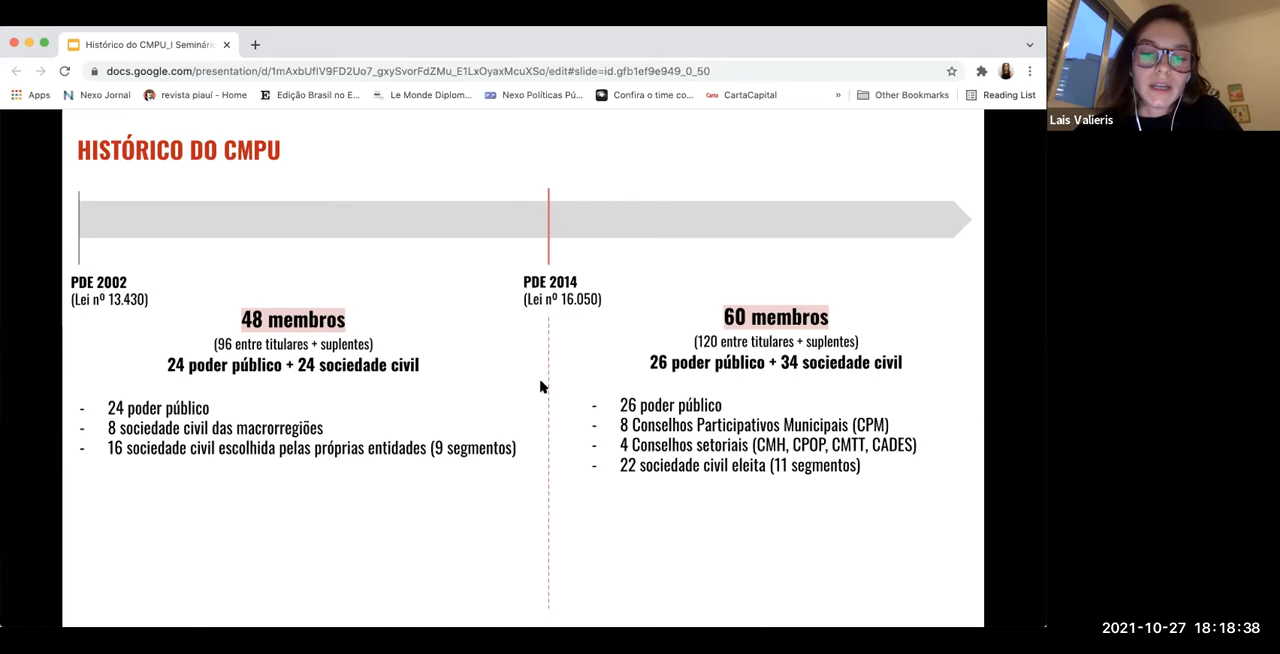 Histórico do CMPU_I Seminári
docs.google.com/presentation/d/1mAxbUfIV9FD2Uo7_gxySvorFdZMu_E1LxOyaxMcuXSo/edit#slide=id.gfb1ef9e949_0_50
Apps Nexo Jornal revista piauí - Home Edição Brasil no E... Le Monde Diplom... Nexo Políticas Pú... Confira o time co... Carta CartaCapital » Other Bookmarks Reading List
Lais Valieris
HISTÓRICO DO CMPU
PDE 2002
(Lei nº 13.430)
48 membros
(96 entre titulares + suplentes)
24 poder público + 24 sociedade civil
- 24 poder público
- 8 sociedade civil das macrorregiões
- 16 sociedade civil escolhida pelas próprias entidades (9 segmentos)
PDE 2014
(Lei nº 16.050)
60 membros
(120 entre titulares + suplentes)
26 poder público + 34 sociedade civil
- 26 poder público
- 8 Conselhos Participativos Municipais (CPM)
- 4 Conselhos setoriais (CMH, CPOP, CMTT, CADES)
- 22 sociedade civil eleita (11 segmentos)
2021-10-27 18:18:38